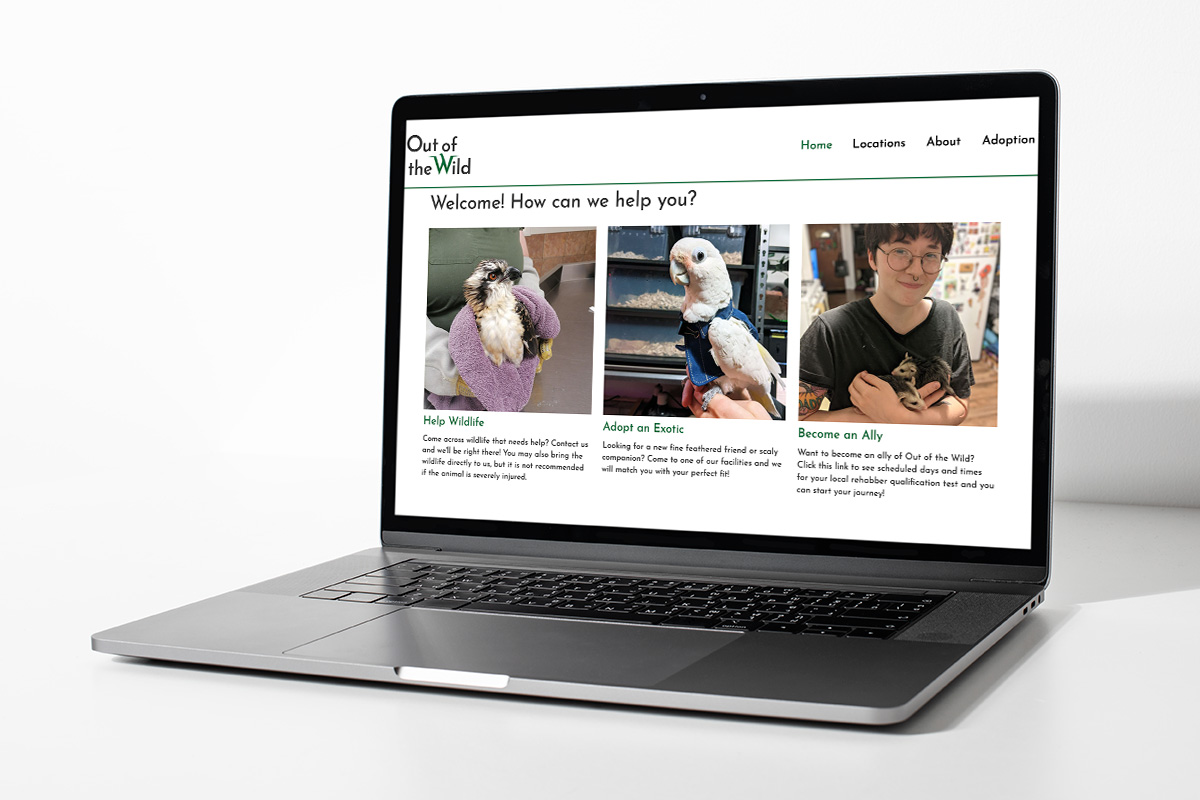 Out of
the Wild
Home Locations About Adoption
Welcome! How can we help you?
Help Wildlife
Come across wildlife that needs help? Contact us
and we'll be right there! You may also bring the
wildlife directly to us, but it is not recommended
if the animal is severely injured.
Adopt an Exotic
Looking for a new fine feathered friend or scaly
companion? Come to one of our facilities and we
will match you with your perfect fit!
Become an Ally
Want to become an ally of Out of the Wild?
Click this link to see scheduled days and times
for your local rehabber qualification test and you
can start your journey!